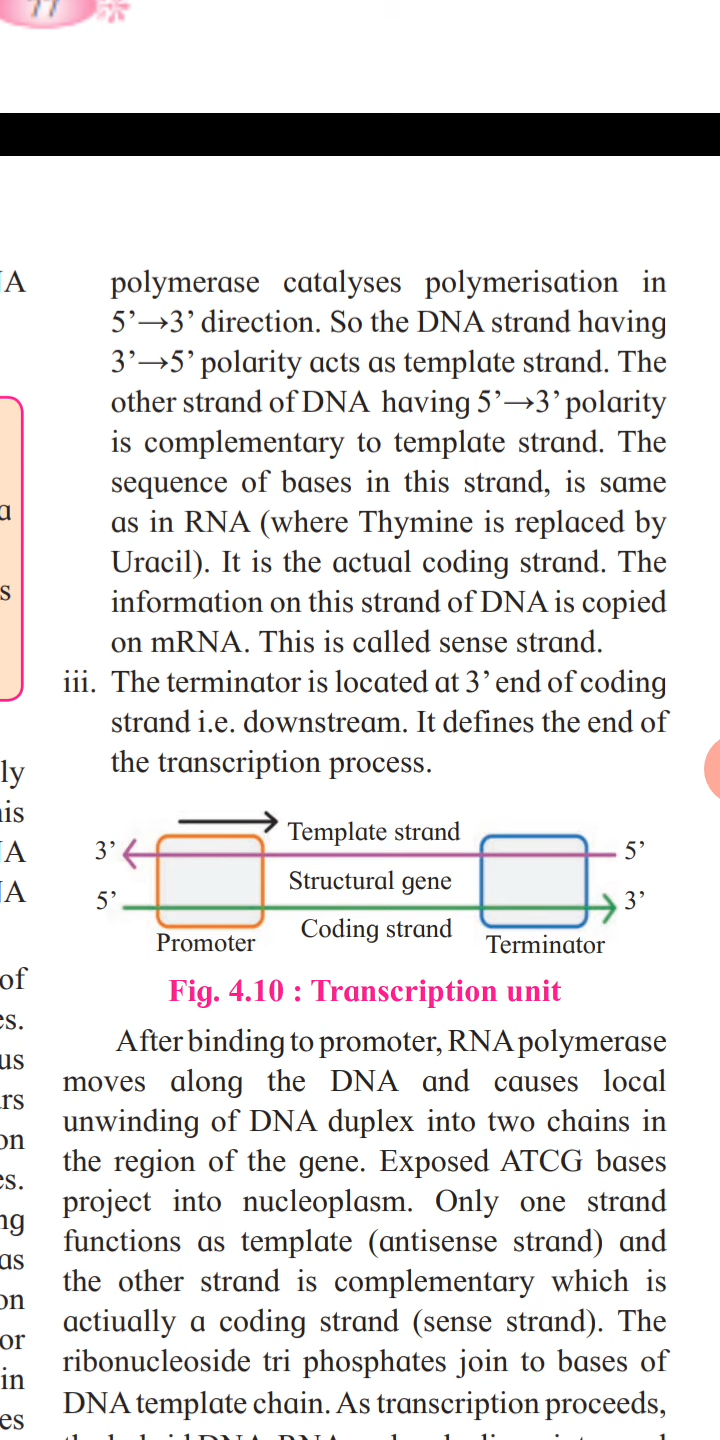 77
polymerase catalyses polymerisation in
5’→3’ direction. So the DNA strand having
3’→5’ polarity acts as template strand. The
other strand of DNA having 5’→3’ polarity
is complementary to template strand. The
sequence of bases in this strand, is same
as in RNA (where Thymine is replaced by
Uracil). It is the actual coding strand. The
information on this strand of DNA is copied
on mRNA. This is called sense strand.
iii. The terminator is located at 3’ end of coding
strand i.e. downstream. It defines the end of
the transcription process.
Template strand
3’ 5’
Structural gene
5’ 3’
Coding strand
Promoter Terminator
Fig. 4.10 : Transcription unit
After binding to promoter, RNA polymerase
moves along the DNA and causes local
unwinding of DNA duplex into two chains in
the region of the gene. Exposed ATCG bases
project into nucleoplasm. Only one strand
functions as template (antisense strand) and
the other strand is complementary which is
actiually a coding strand (sense strand). The
ribonucleoside tri phosphates join to bases of
DNA template chain. As transcription proceeds,